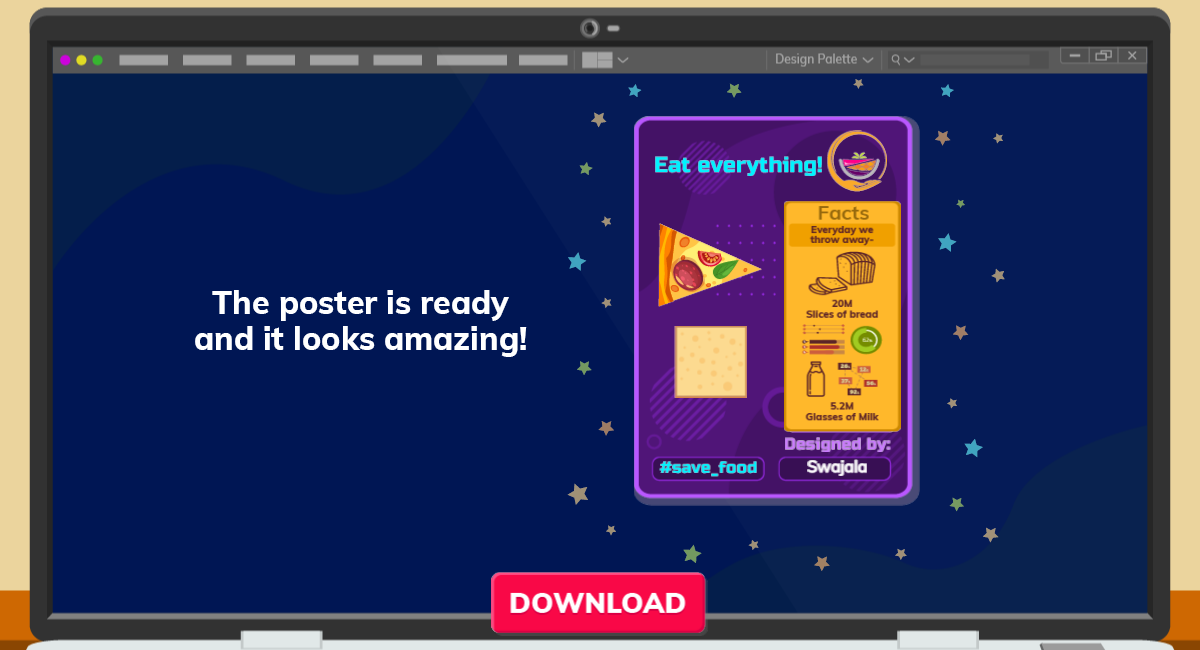 Design Palette
The poster is ready
and it looks amazing!
Eat everything!
Facts
Everyday we
throw away-
20M
Slices of bread
5.2M
Glasses of Milk
Designed by:
#save_food
Swajala
DOWNLOAD